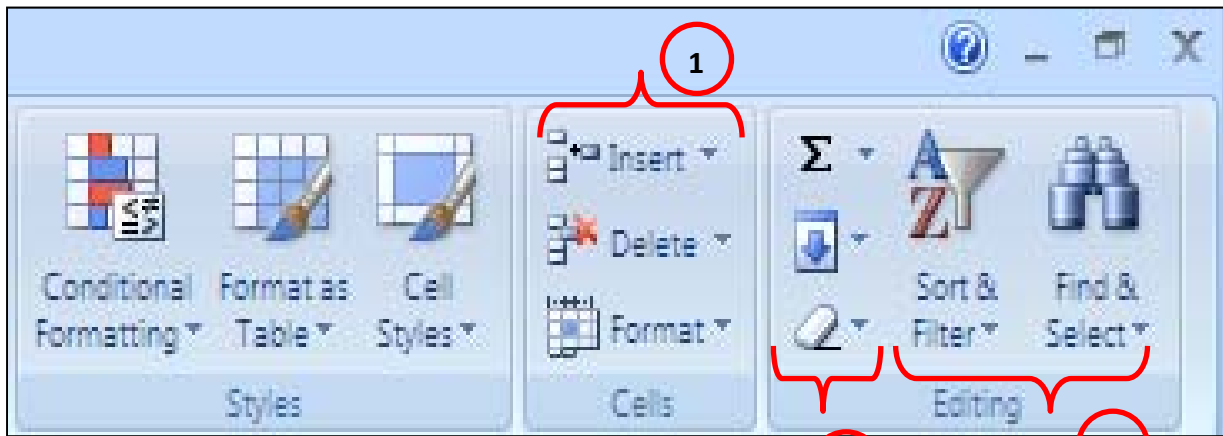 1
Σ
Insert
Delete
Format
Conditional Formatting
Format as Table
Cell Styles
Sort & Filter
Find & Select
Styles
Cells
Editing